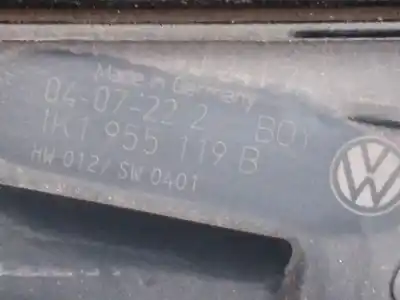 Made in Germany
04-07-22 2 B01
1K1 955 119 B
HW 012/ SW 0401